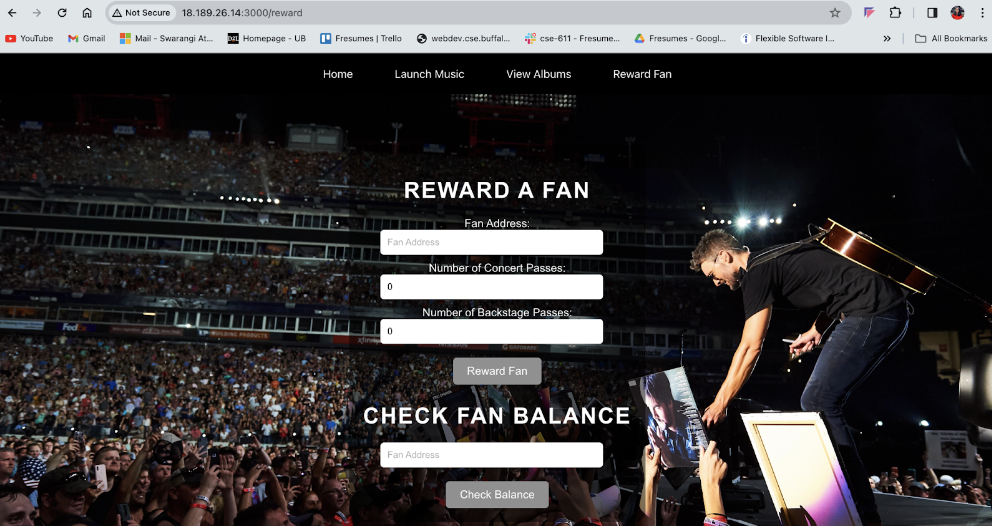 Not Secure 18.189.26.14:3000/reward
YouTube Gmail Mail - Swarangi At... Homepage - UB Fresumes | Trello webdev.cse.buffal... cse-611 - Fresume... Fresumes - Googl... Flexible Software I... » All Bookmarks
Home Launch Music View Albums Reward Fan
REWARD A FAN
Fan Address:
Fan Address
Number of Concert Passes:
0
Number of Backstage Passes:
0
FedEx
Reward Fan
CHECK FAN BALANCE
Fan Address
Check Balance